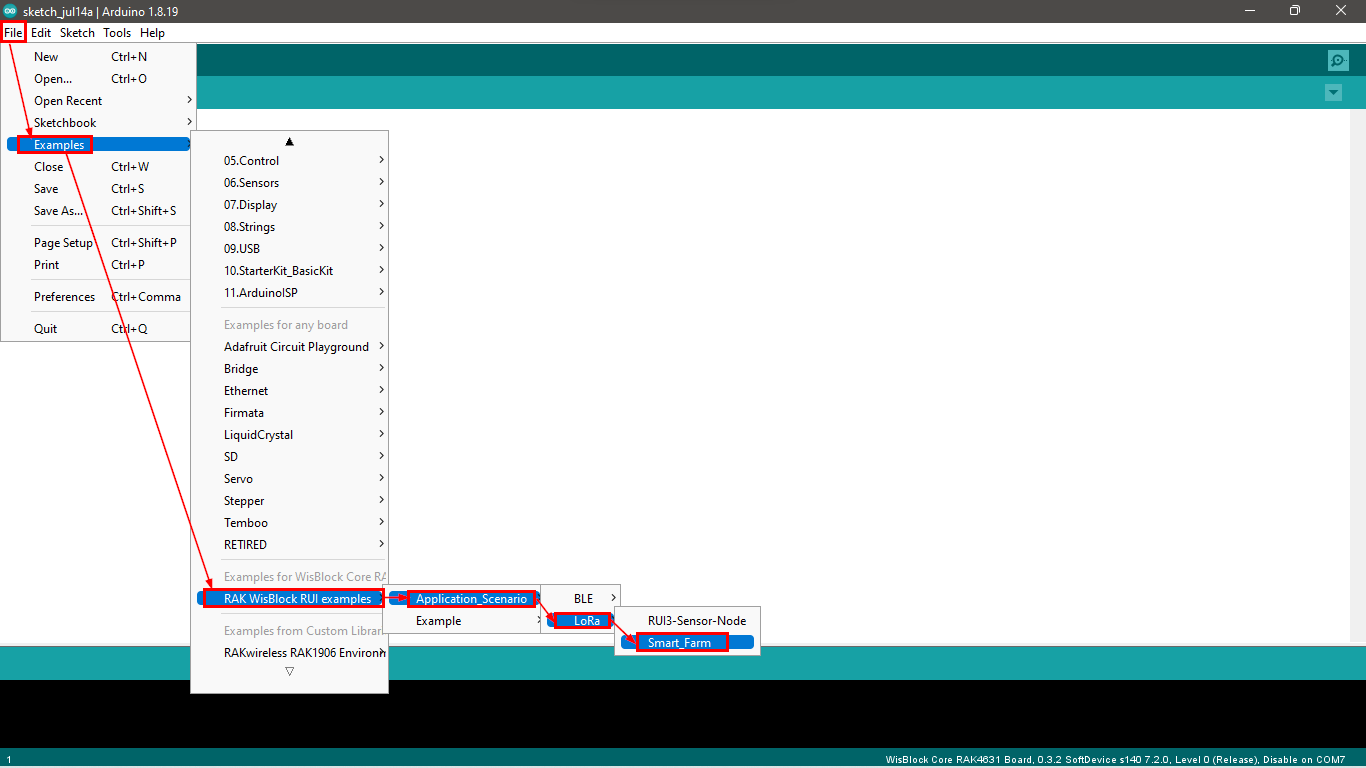 sketch_jul14a | Arduino 1.8.19
File Edit Sketch Tools Help
New Ctrl+N
Open... Ctrl+O
Open Recent
Sketchbook
Examples
Close Ctrl+W
Save Ctrl+S
Save As... Ctrl+Shift+S
Page Setup Ctrl+Shift+P
Print Ctrl+P
Preferences Ctrl+Comma
Quit Ctrl+Q
05.Control
06.Sensors
07.Display
08.Strings
09.USB
10.StarterKit_BasicKit
11.ArduinoISP
Examples for any board
Adafruit Circuit Playground
Bridge
Ethernet
Firmata
LiquidCrystal
SD
Servo
Stepper
Temboo
RETIRED
Examples for WisBlock Core RA
RAK WisBlock RUI examples
Examples from Custom Librar
RAKwireless RAK1906 Environm
Application_Scenario
Example
BLE
LoRa
RUI3-Sensor-Node
Smart_Farm
1 WisBlock Core RAK4631 Board, 0.3.2 SoftDevice s140 7.2.0, Level 0 (Release), Disable on COM7